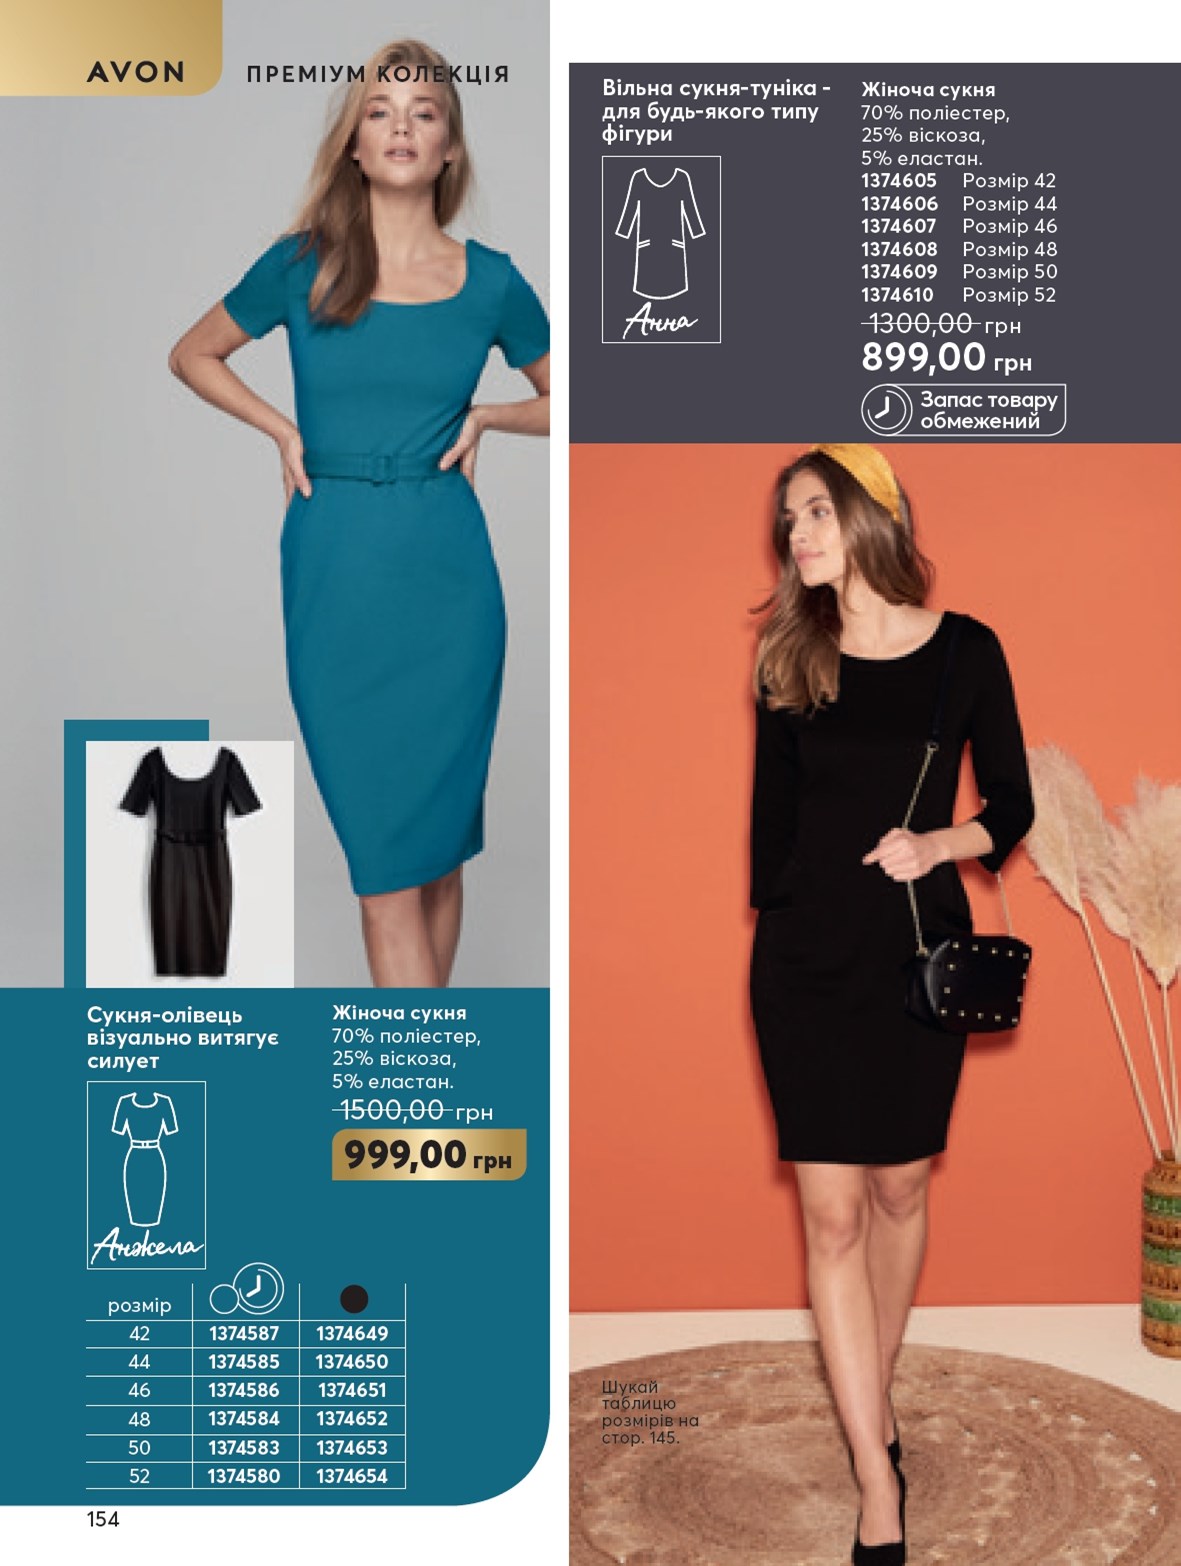 AVON
ПРЕМІУМ КОЛЕКЦІЯ
Сукня-олівець
візуально витягує
силует
Анжела
Жіноча сукня
70% поліестер,
25% віскоза,
5% еластан.
1500,00 грн
999,00 грн
розмір
42 1374587 1374649
44 1374585 1374650
46 1374586 1374651
48 1374584 1374652
50 1374583 1374653
52 1374580 1374654
154
Вільна сукня-туніка -
для будь-якого типу
фігури
Анна
Жіноча сукня
70% поліестер,
25% віскоза,
5% еластан.
1374605 Розмір 42
1374606 Розмір 44
1374607 Розмір 46
1374608 Розмір 48
1374609 Розмір 50
1374610 Розмір 52
1300,00 грн
899,00 грн
Запас товару
обмежений
Шукай
таблицю
розмірів на
стор. 145.